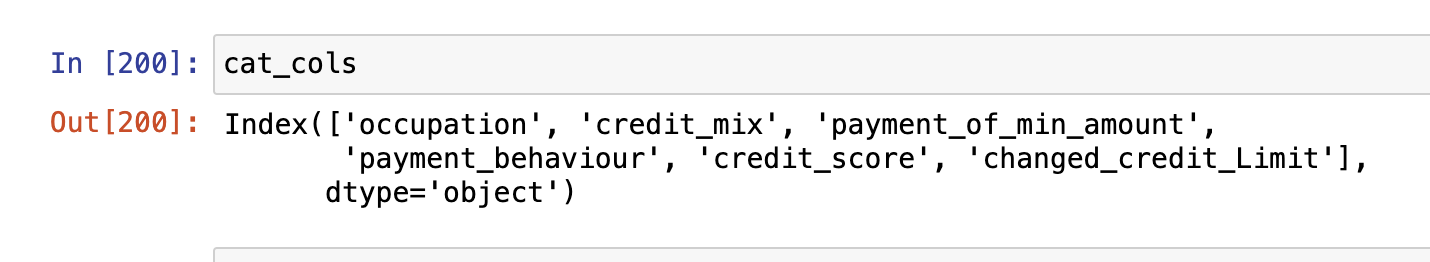 In [200]: cat_cols
Out[200]: Index(['occupation', 'credit_mix', 'payment_of_min_amount',
'payment_behaviour', 'credit_score', 'changed_credit_Limit'],
dtype='object')